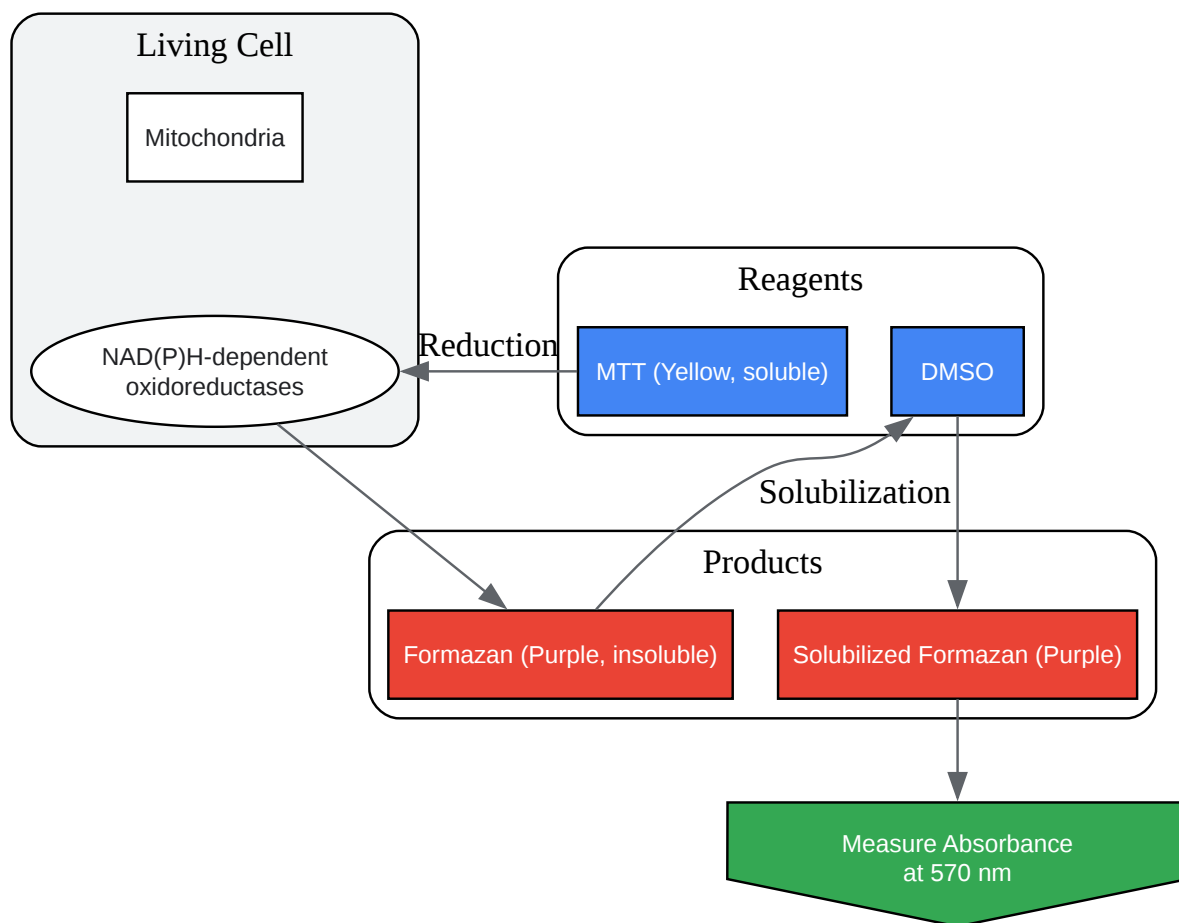 Living Cell
Mitochondria
Reagents
Reduction
NAD(P)H-dependent
oxidoreductases
MTT (Yellow, soluble)
DMSO
Solubilization
Products
Formazan (Purple, insoluble)
Solubilized Formazan (Purple)
Measure Absorbance
at 570 nm